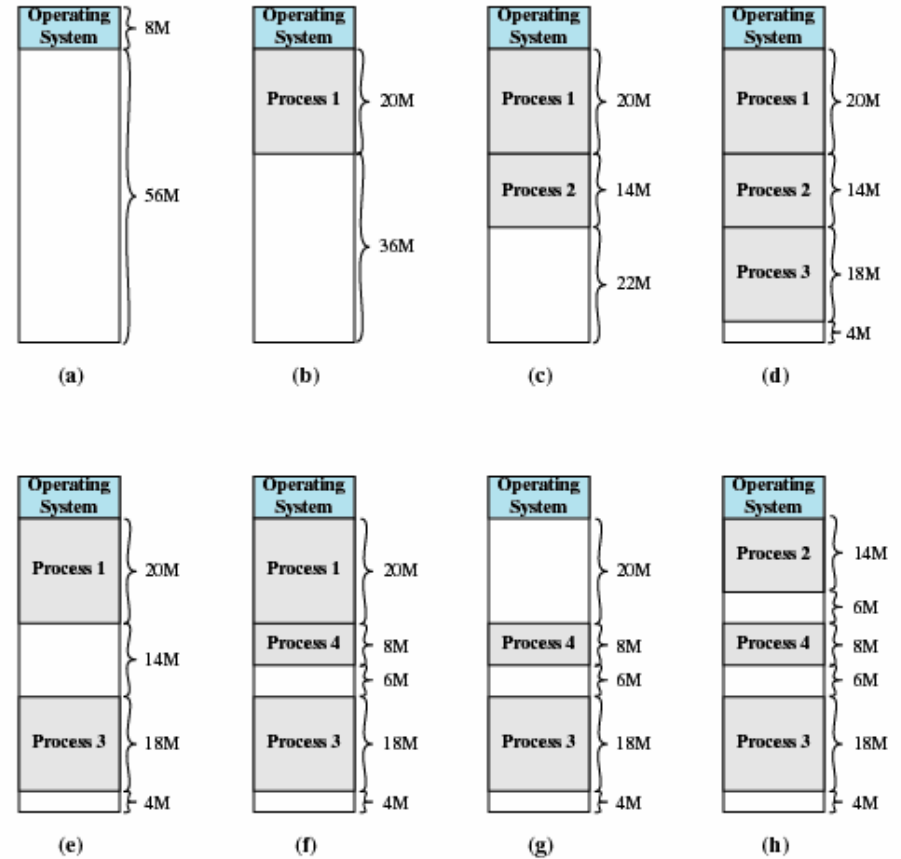 Operating
System
8M
56M
(a)
Operating
System
Process 1
20M
36M
(b)
Operating
System
Process 1
20M
Process 2
14M
22M
(c)
Operating
System
Process 1
20M
Process 2
14M
Process 3
18M
4M
(d)
Operating
System
Process 1
20M
14M
Process 3
18M
4M
(e)
Operating
System
Process 1
20M
Process 4
8M
6M
Process 3
18M
4M
(f)
Operating
System
20M
Process 4
8M
6M
Process 3
18M
4M
(g)
Operating
System
Process 2
14M
6M
Process 4
8M
6M
Process 3
18M
4M
(h)